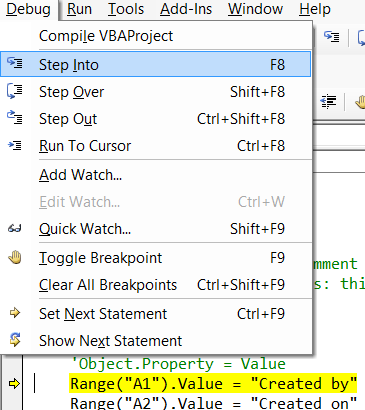 Debug Run Tools Add-Ins Window Help
Compile VBAProject
Step Into F8
Step Over Shift+F8
Step Out Ctrl+Shift+F8
Run To Cursor Ctrl+F8
Add Watch...
Edit Watch... Ctrl+W
Quick Watch... Shift+F9
Toggle Breakpoint F9
mment
Clear All Breakpoints Ctrl+Shift+F9
s: thi
Set Next Statement Ctrl+F9
Show Next Statement
'Object.Property = Value
Range("A1").Value = "Created by"
Range("A2").Value = "Created on"